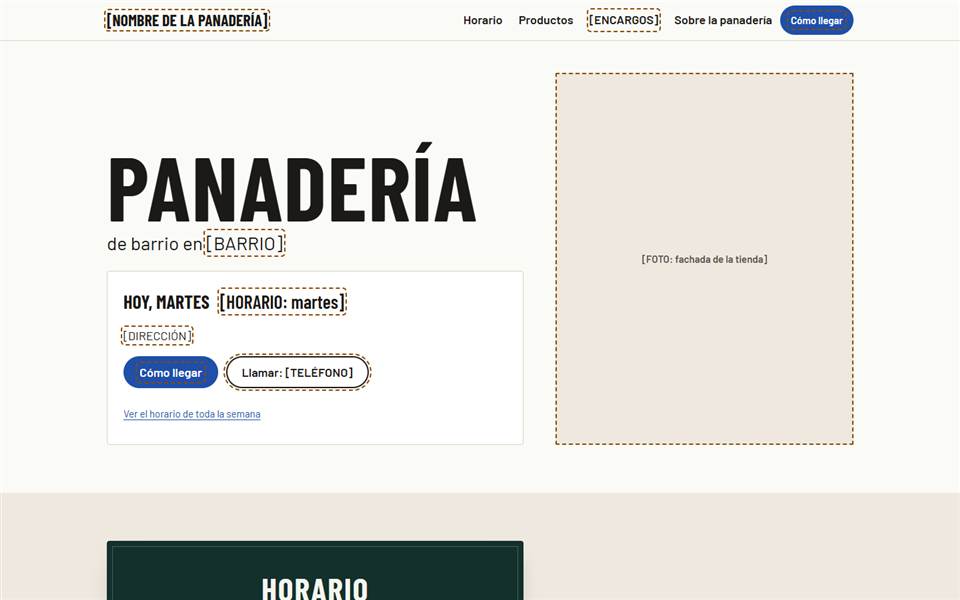 [NOMBRE DE LA PANADERÍA]
Horario
Productos
[ENCARGOS]
Sobre la panadería
Cómo llegar
PANADERÍA
de barrio en [BARRIO]
HOY, MARTES [HORARIO: martes]
[DIRECCIÓN]
Cómo llegar
Llamar: [TELÉFONO]
Ver el horario de toda la semana
[FOTO: fachada de la tienda]
HORARIO